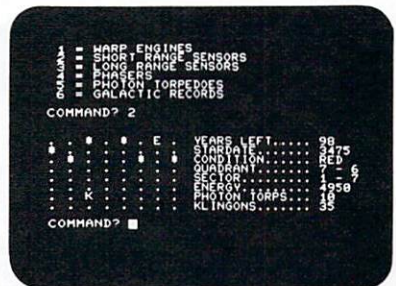 1 = WARP ENGINES
2 = SHORT RANGE SENSORS
3 = LONG RANGE SENSORS
4 = PHASERS
5 = PHOTON TORPEDOES
6 = GALACTIC RECORDS
COMMAND? 2
. . * . * . E . YEARS LEFT..... 98
* . . . . . . . STARDATE....... 3475
. * . . . * . * CONDITION...... RED
. . . . . . . . QUADRANT....... - 6
. . . . . . . . SECTOR......... 1 - 7
. . . . . . . . ENERGY......... 4950
. . K . . . . . PHOTON TORPS... 10
. . . . . . . . KLINGONS....... 35
COMMAND?